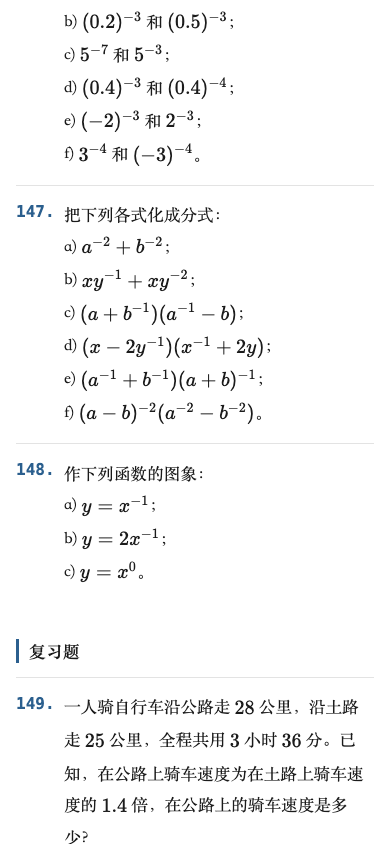 b) (0.2)⁻³ 和 (0.5)⁻³;
c) 5⁻⁷ 和 5⁻³;
d) (0.4)⁻³ 和 (0.4)⁻⁴;
e) (−2)⁻³ 和 2⁻³;
f) 3⁻⁴ 和 (−3)⁻⁴。
147. 把下列各式化成分式:
a) a⁻² + b⁻²;
b) xy⁻¹ + xy⁻²;
c) (a + b⁻¹)(a⁻¹ − b);
d) (x − 2y⁻¹)(x⁻¹ + 2y);
e) (a⁻¹ + b⁻¹)(a + b)⁻¹;
f) (a − b)⁻²(a⁻² − b⁻²)。
148. 作下列函数的图象:
a) y = x⁻¹;
b) y = 2x⁻¹;
c) y = x⁰。
复习题
149. 一人骑自行车沿公路走 28 公里, 沿土路
走 25 公里, 全程共用 3 小时 36 分。已
知, 在公路上骑车速度为在土路上骑车速
度的 1.4 倍, 在公路上的骑车速度是多
少?